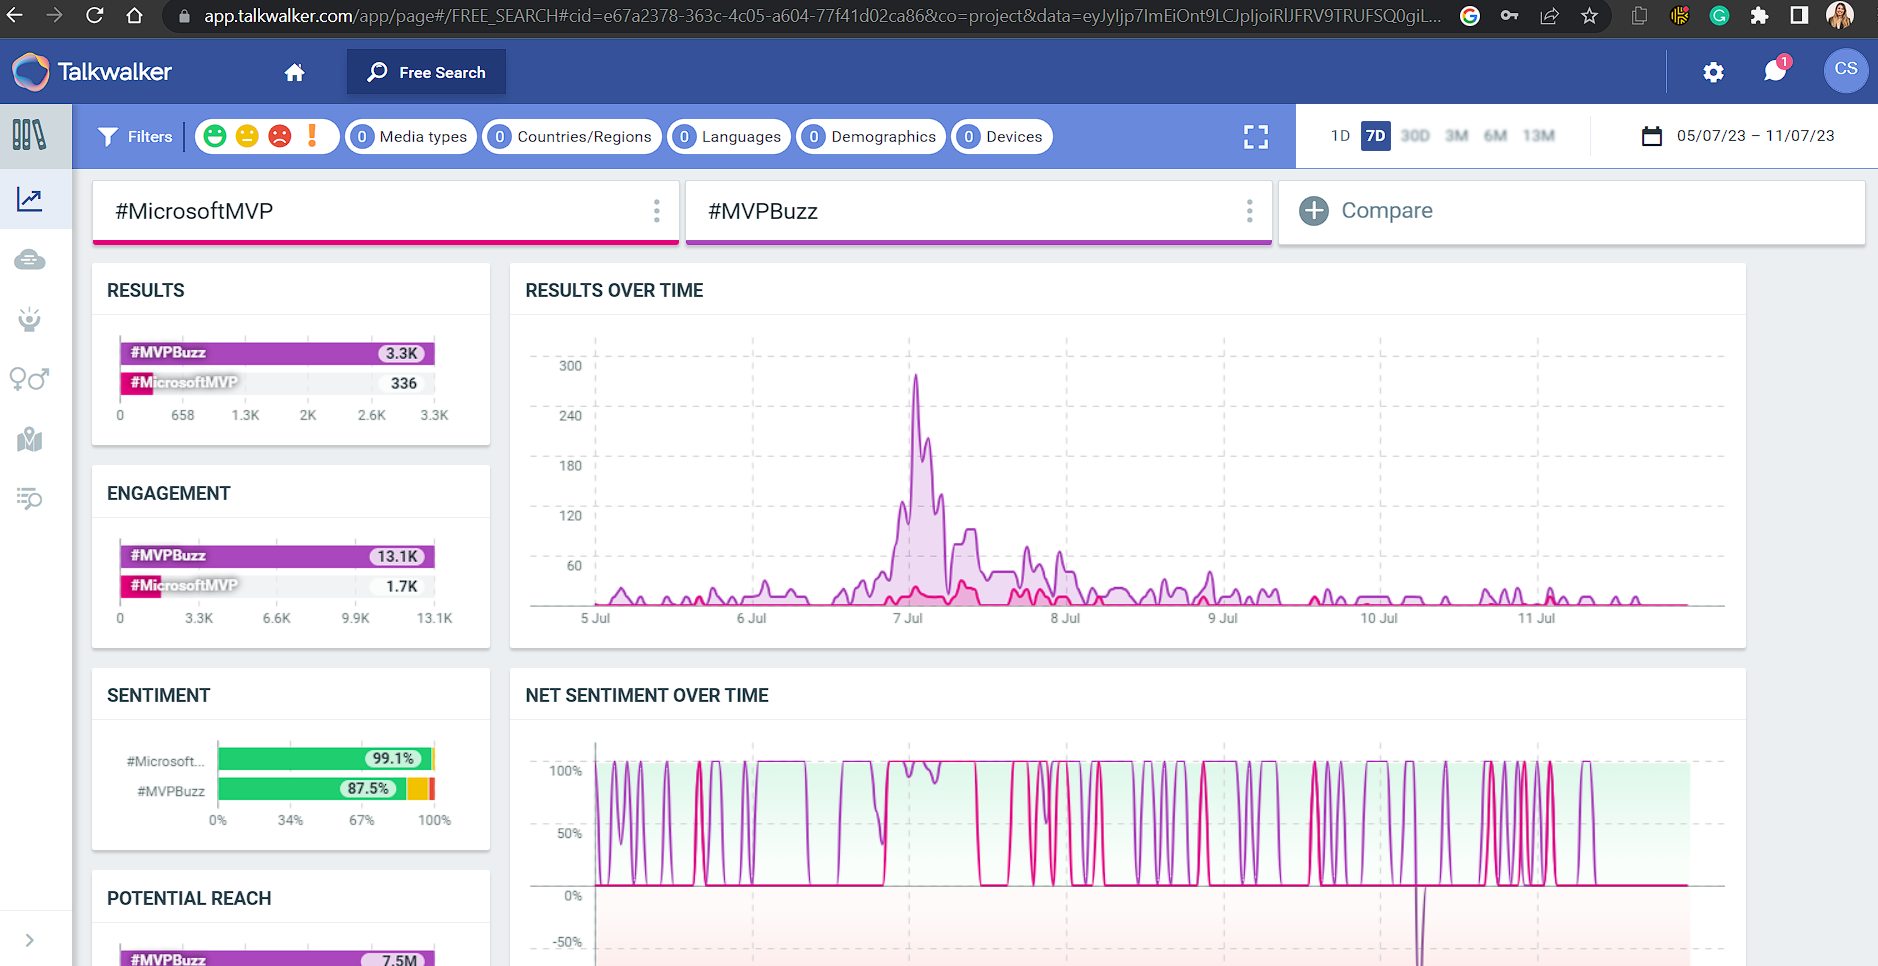 app.talkwalker.com/app/page#/FREE_SEARCH#cid=e67a2378-363c-4c05-a604-77f41d02ca86&co=project&data=eyJyIjp7ImEiOnt9LCJpIjoiRlJFRV9TRUFSQ0giL...
Talkwalker
Free Search
1
CS
Filters
0 Media types
0 Countries/Regions
0 Languages
0 Demographics
0 Devices
1D 7D 30D 3M 6M 13M
05/07/23 – 11/07/23
#MicrosoftMVP
#MVPBuzz
Compare
RESULTS
#MVPBuzz 3.3K
#MicrosoftMVP 336
0 658 1.3K 2K 2.6K 3.3K
RESULTS OVER TIME
300
240
180
120
60
5 Jul 6 Jul 7 Jul 8 Jul 9 Jul 10 Jul 11 Jul
ENGAGEMENT
#MVPBuzz 13.1K
#MicrosoftMVP 1.7K
0 3.3K 6.6K 9.9K 13.1K
SENTIMENT
#Microsoft... 99.1%
#MVPBuzz 87.5%
0% 34% 67% 100%
NET SENTIMENT OVER TIME
100%
50%
0%
-50%
POTENTIAL REACH
#MVPBuzz 7.5M